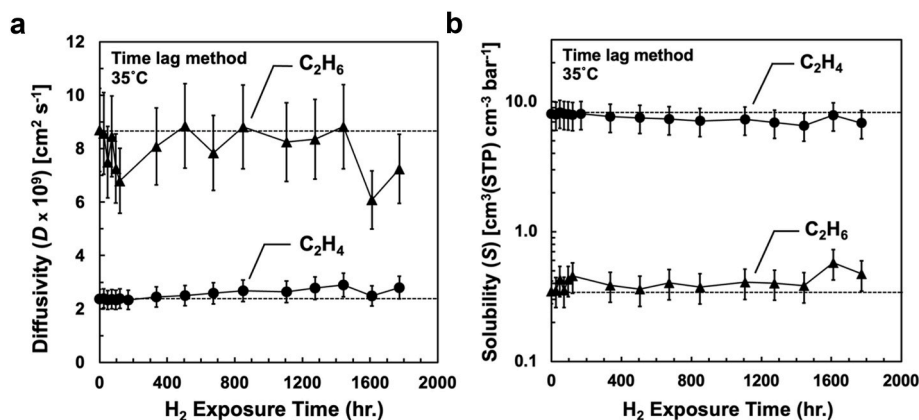 a
Time lag method
35˚C
C2H6
C2H4
Diffusivity (D x 10⁹) [cm² s⁻¹]
12
10
8
6
4
2
0
0 400 800 1200 1600 2000
H₂ Exposure Time (hr.)
b
Time lag method
35˚C
C₂H₄
C₂H₆
Solubility (S) [cm³(STP) cm⁻³ bar⁻¹]
10.0
1.0
0.1
0 400 800 1200 1600 2000
H₂ Exposure Time (hr.)